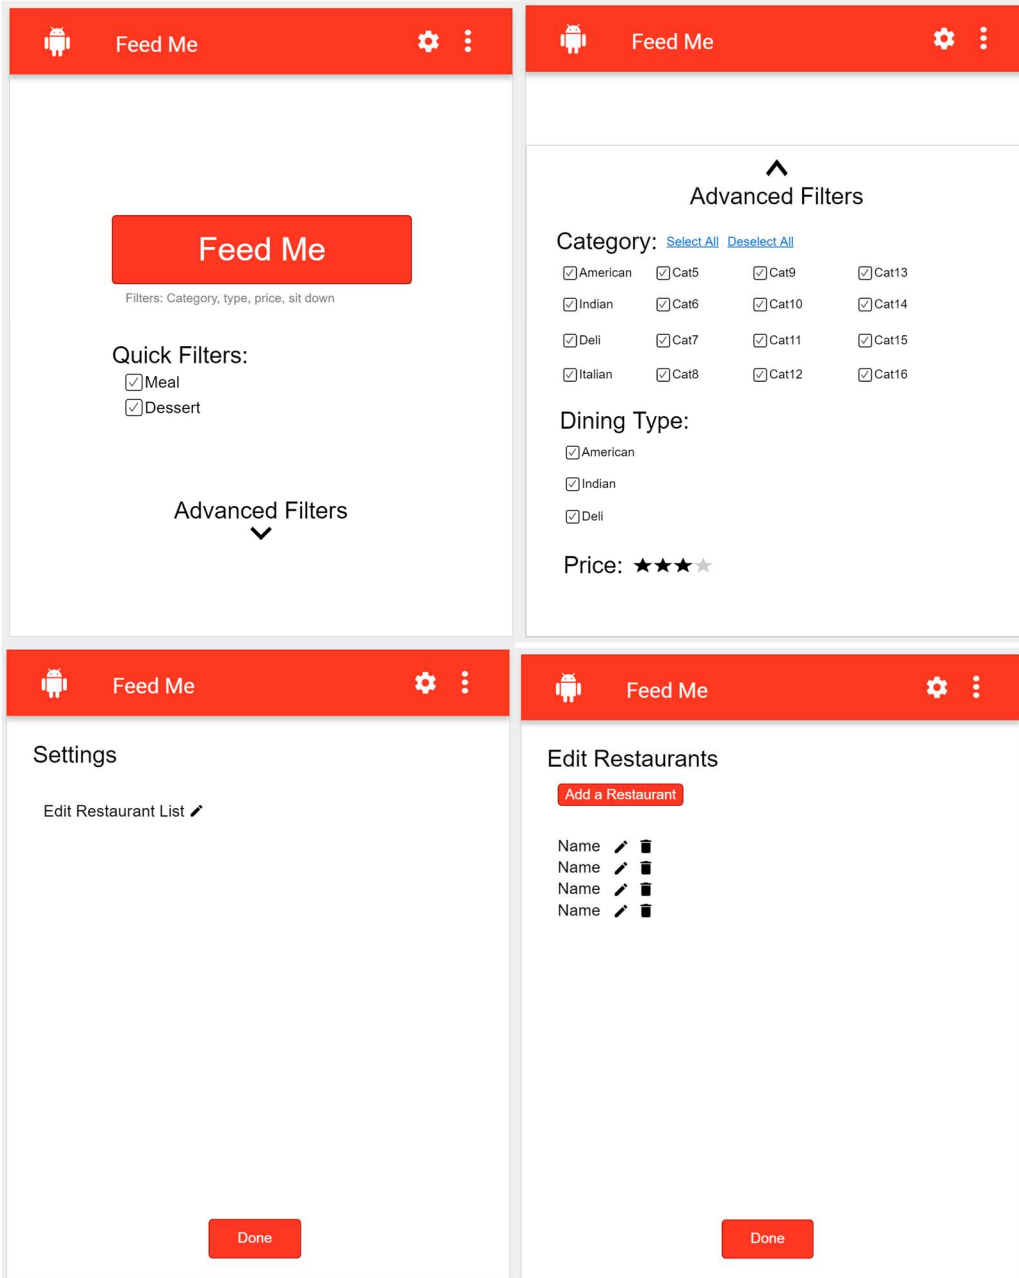 Feed Me
Feed Me
Filters: Category, type, price, sit down
Quick Filters:
Meal
Dessert
Advanced Filters
Feed Me
Advanced Filters
Category: Select All Deselect All
American Cat5 Cat9 Cat13
Indian Cat6 Cat10 Cat14
Deli Cat7 Cat11 Cat15
Italian Cat8 Cat12 Cat16
Dining Type:
American
Indian
Deli
Price:
Feed Me
Settings
Edit Restaurant List
Done
Feed Me
Edit Restaurants
Add a Restaurant
Name
Name
Name
Name
Done